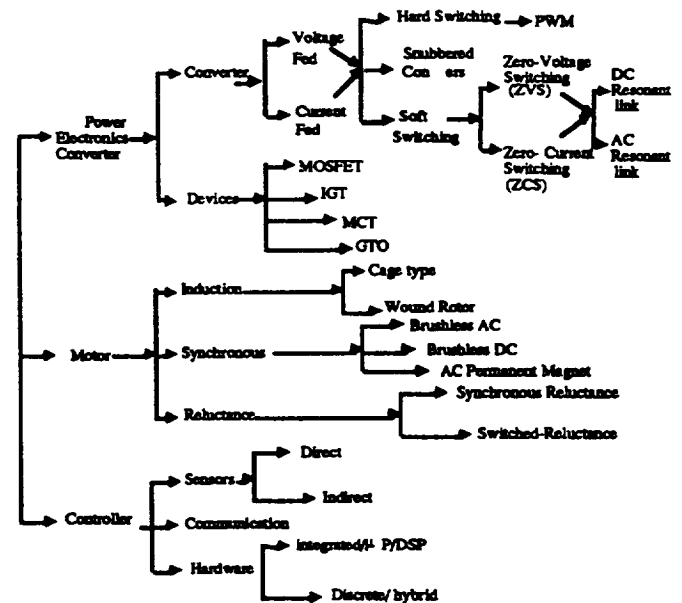 Hard Switching
PWM
Voltage
Fed
Snubbered
Zero-Voltage
Switching
(ZVS)
DC
Resonant
link
Converter
Power
Electronics
Converter
Current
Fed
Soft
Switching
Zero- Current
Switching
(ZCS)
AC
Resonant
link
Devices
MOSFET
IGT
MCT
GTO
Motor
Induction
Cage type
Wound Rotor
Synchronous
Brushless AC
Brushless DC
AC Permanent Magnet
Reluctance
Synchronous Reluctance
Switched-Reluctance
Controller
Sensors
Direct
Indirect
Communication
Hardware
Integrated/μ P/DSP
Discrete/ hybrid